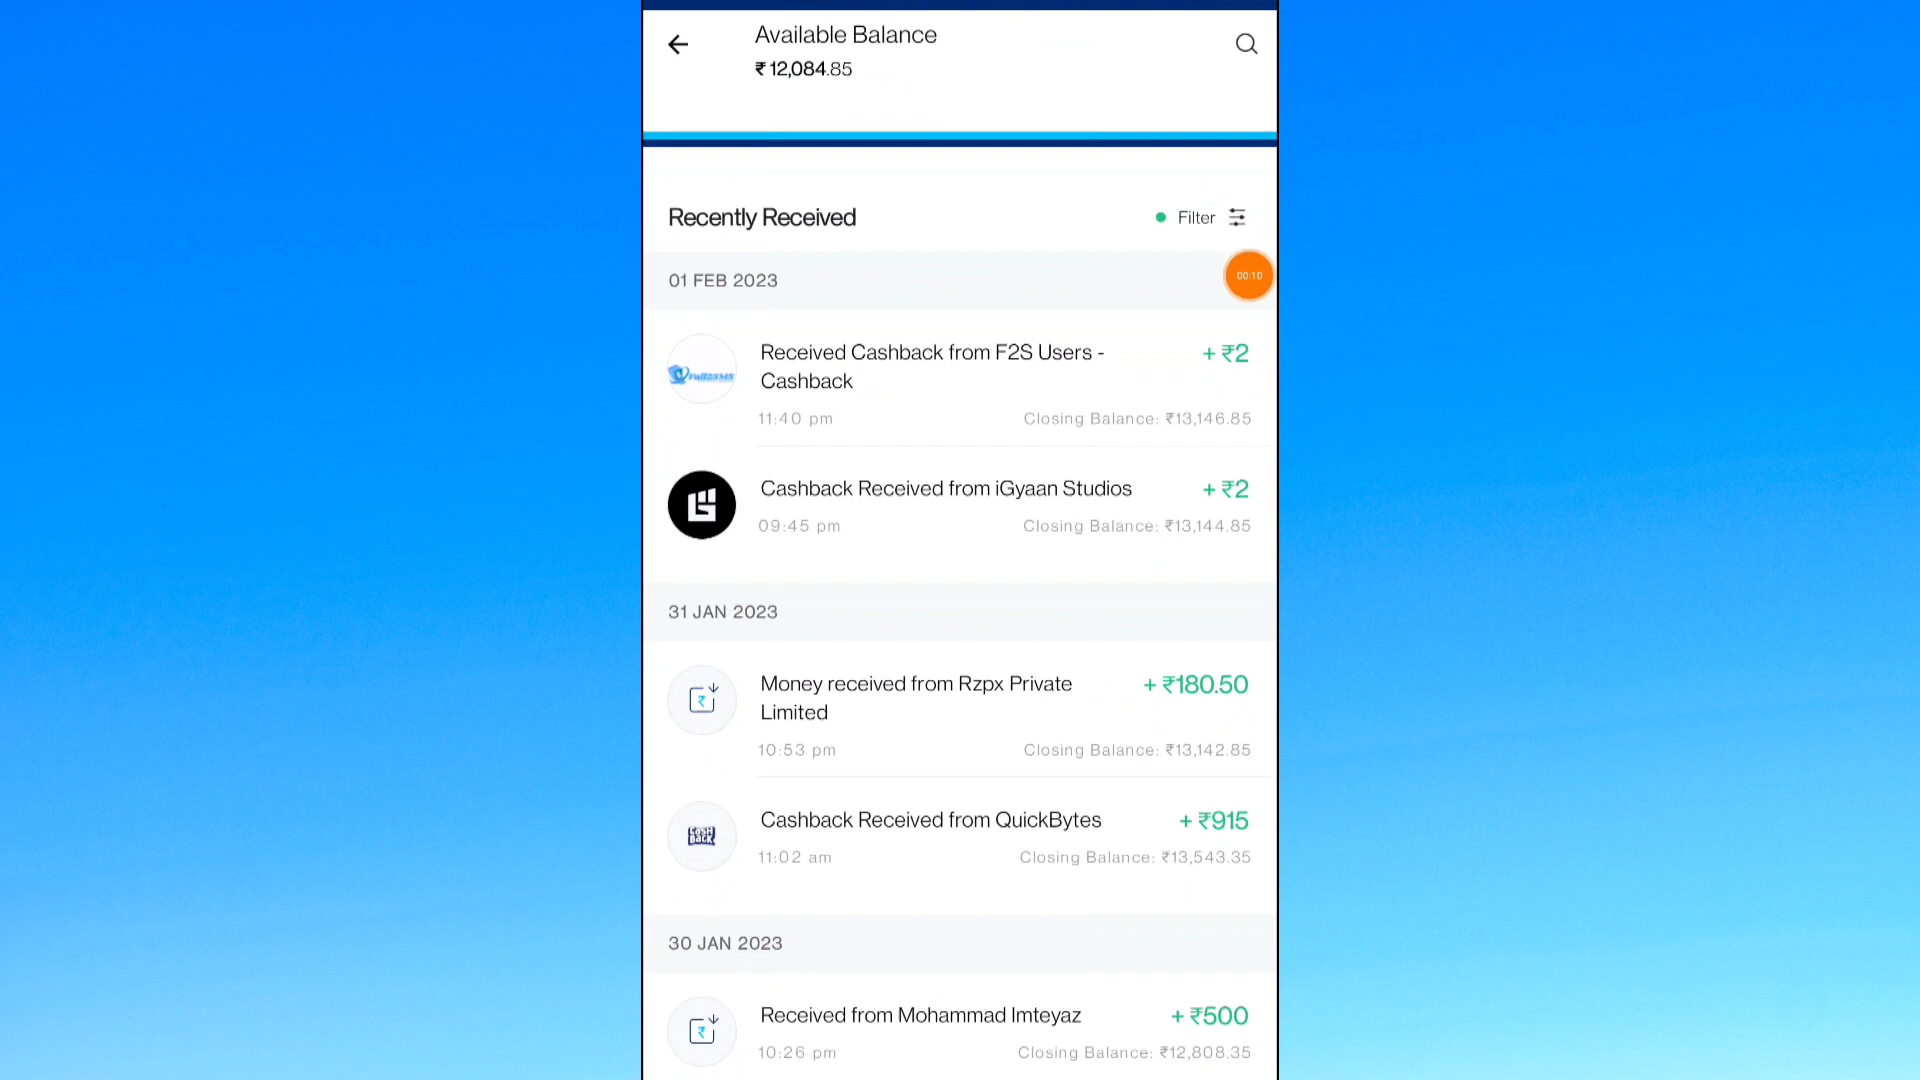 Available Balance
₹ 12,084.85
Recently Received
Filter
01 FEB 2023
00:10
Received Cashback from F2S Users -
+ ₹2
Cashback
11:40 pm
Closing Balance: ₹13,146.85
Cashback Received from iGyaan Studios
+ ₹2
09:45 pm
Closing Balance: ₹13,144.85
31 JAN 2023
Money received from Rzpx Private
+ ₹180.50
Limited
10:53 pm
Closing Balance: ₹13,142.85
CASH
BACK
Cashback Received from QuickBytes
+ ₹915
11:02 am
Closing Balance: ₹13,543.35
30 JAN 2023
Received from Mohammad Imteyaz
+ ₹500
10:26 pm
Closing Balance: ₹12,808.35